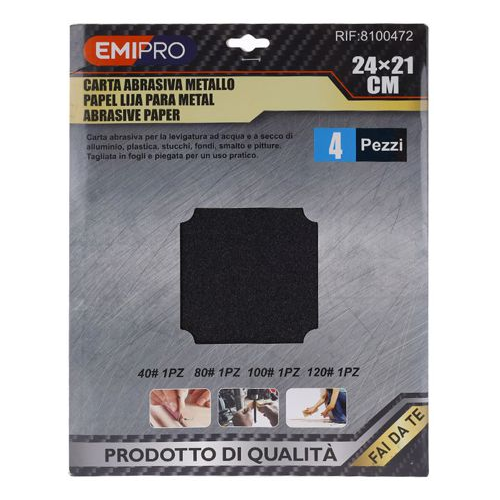 EMIPRO
RIF:8100472
CARTA ABRASIVA METALLO
PAPEL LIJA PARA METAL
ABRASIVE PAPER
24×21
CM
Carta abrasiva per la levigatura ad acqua e a secco di
alluminio, plastica, stucchi, fondi, smalto e pitture.
Tagliata in fogli e piegata per un uso pratico.
4 Pezzi
40# 1PZ 80# 1PZ 100# 1PZ 120# 1PZ
FAI DA TE
PRODOTTO DI QUALITÀ